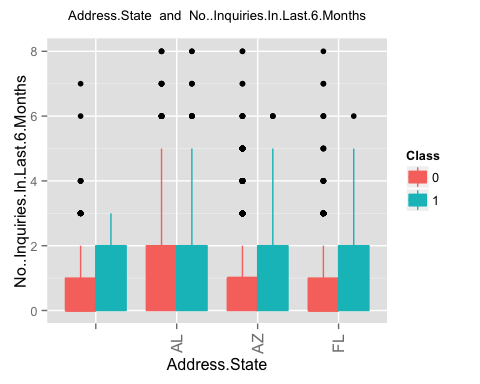 Address.State and No..Inquiries.In.Last.6.Months
No..Inquiries.In.Last.6.Months
8
6
4
2
0
AL
AZ
FL
Address.State
Class
0
1